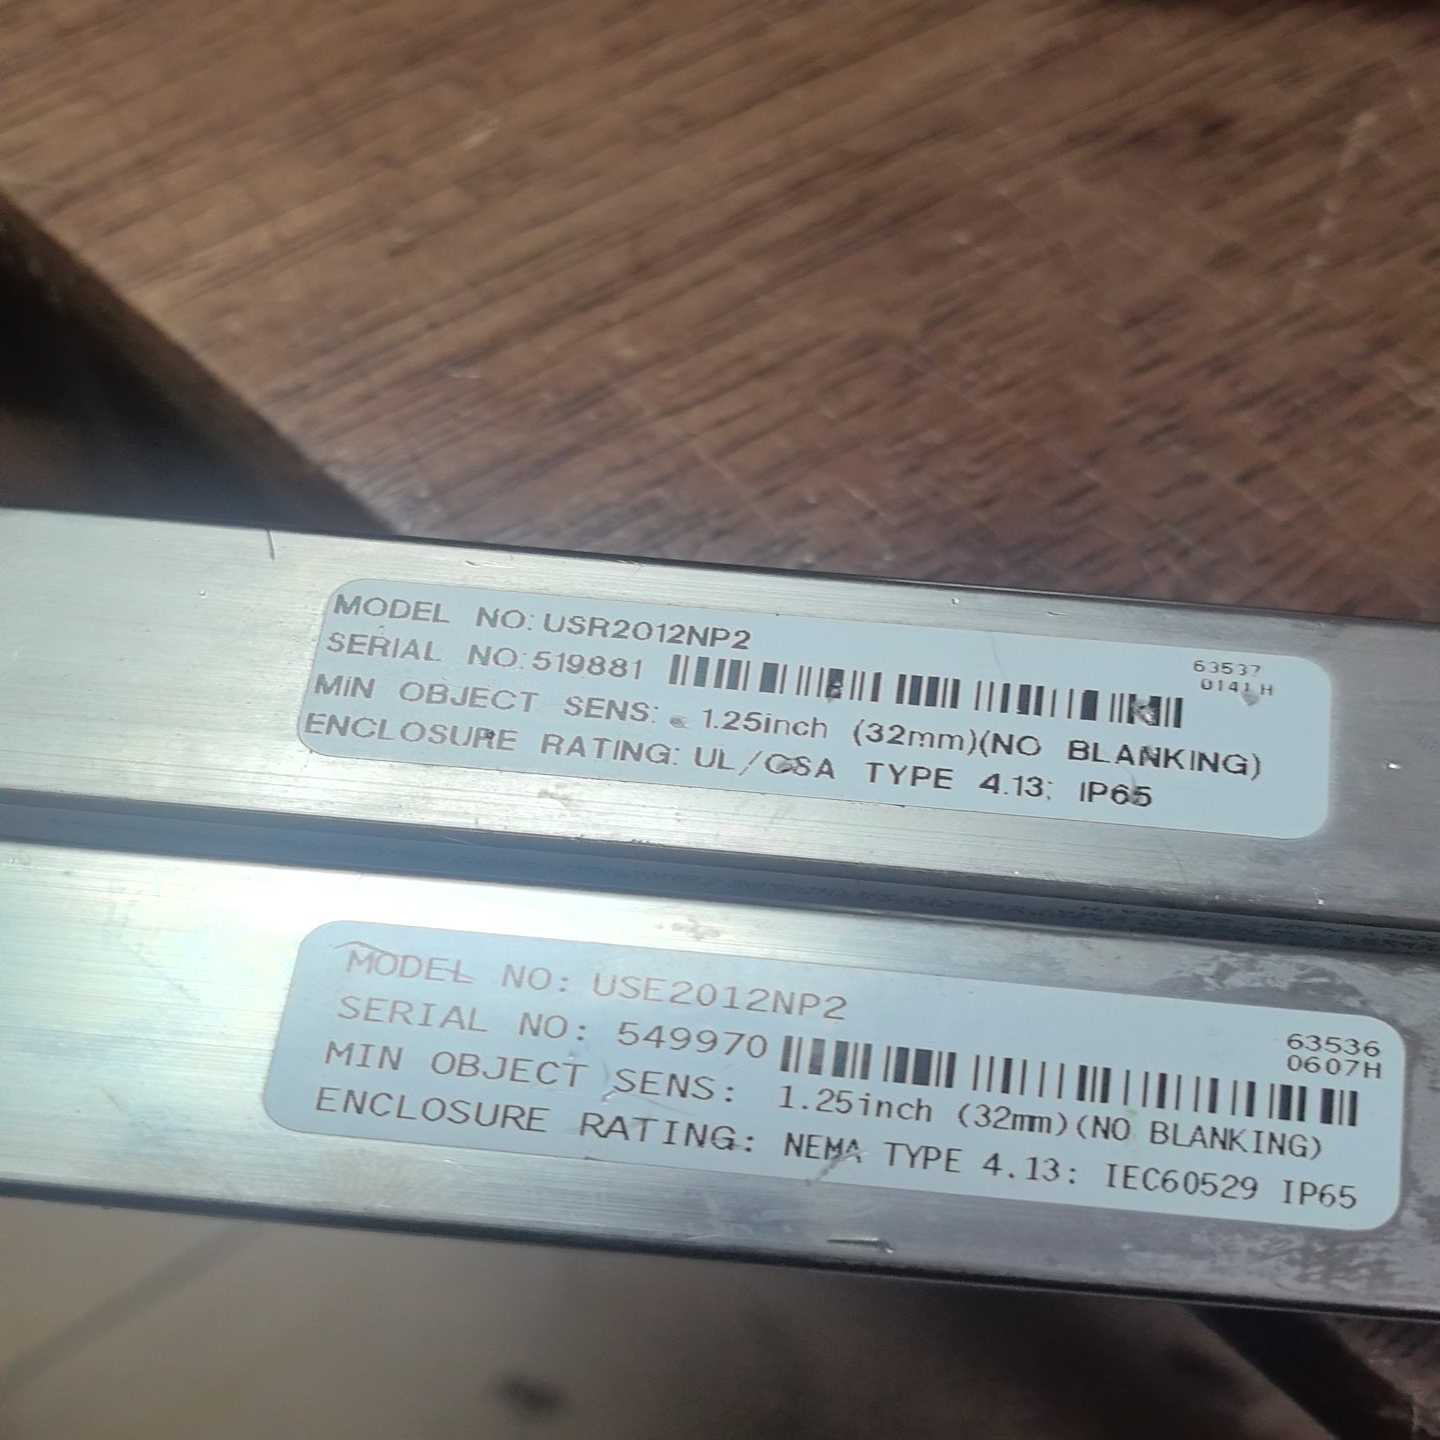 MODEL NO: USR2012NP2
63537
SERIAL NO: 519881
0141 H
MIN OBJECT SENS: 1.25inch (32mm)(NO BLANKING)
ENCLOSURE RATING: UL/CSA TYPE 4.13; IP65
MODEL NO: USE2012NP2
63536
SERIAL NO: 549970
0607H
MIN OBJECT SENS: 1.25inch (32mm)(NO BLANKING)
ENCLOSURE RATING: NEMA TYPE 4.13: IEC60529 IP65